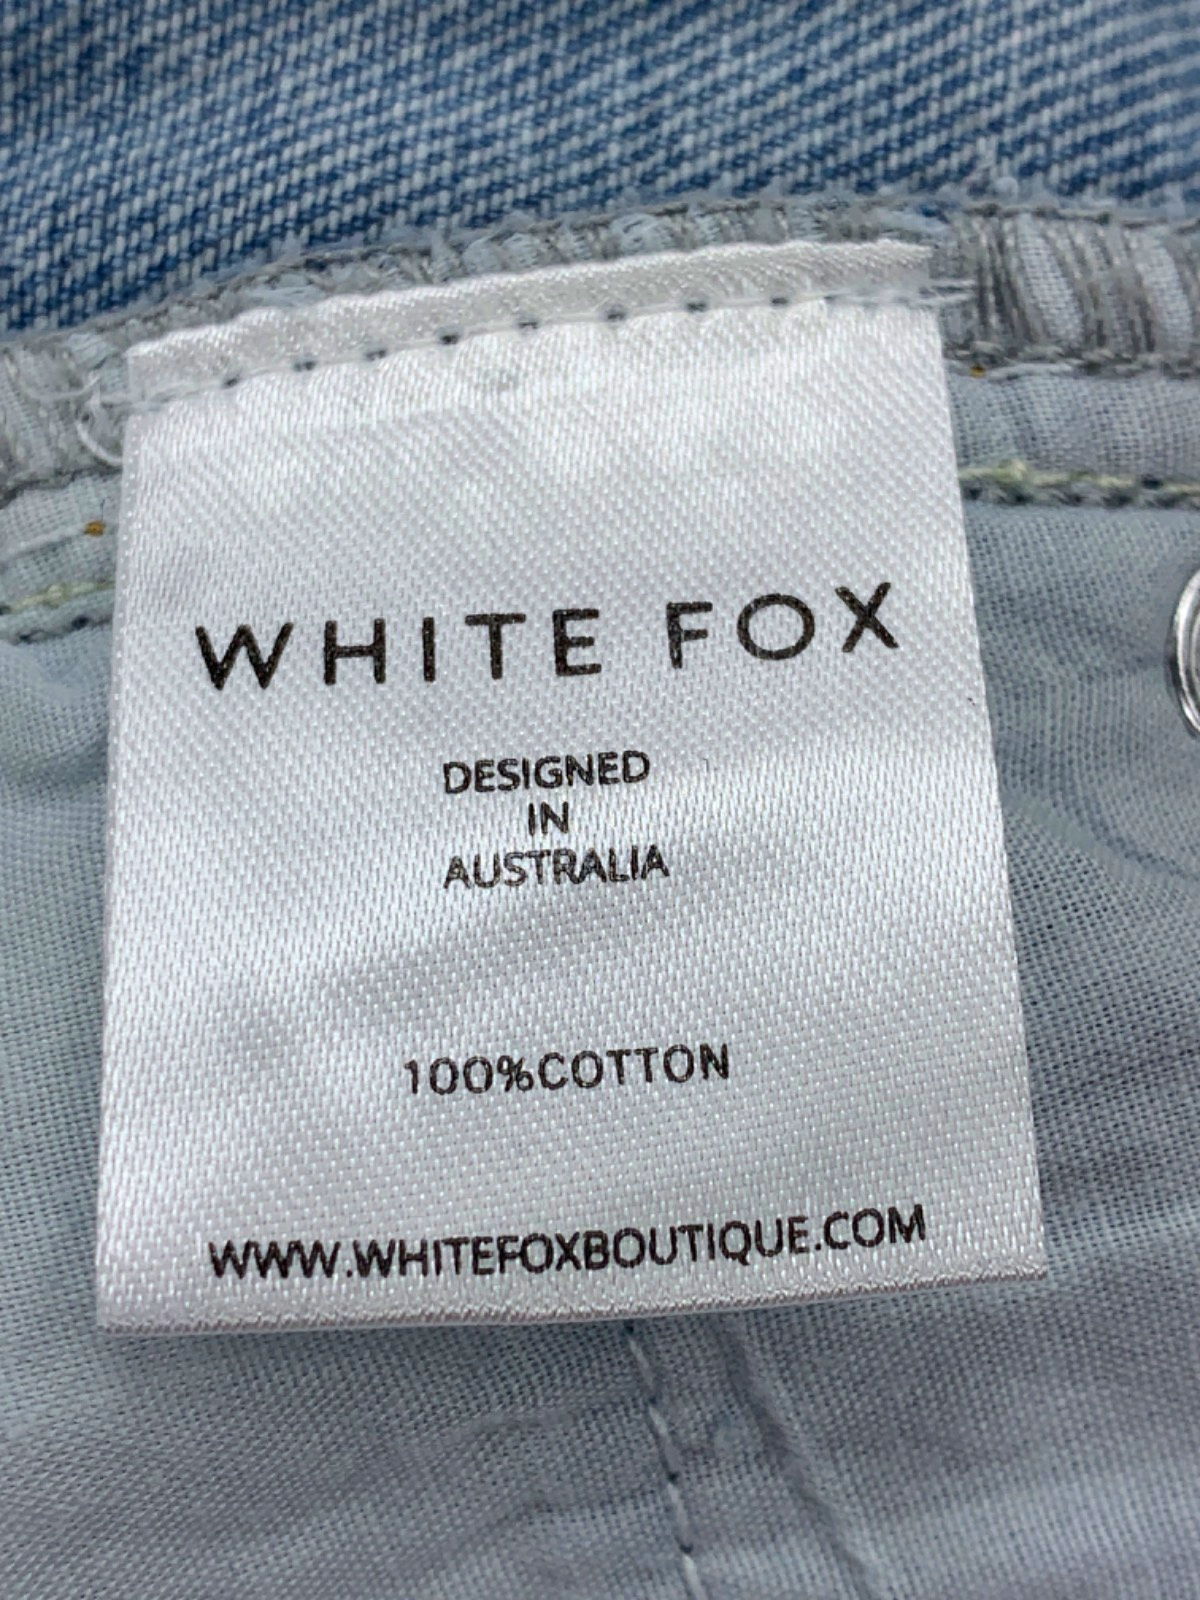 WHITE FOX
DESIGNED
IN
AUSTRALIA
100%COTTON
WWW.WHITEFOXBOUTIQUE.COM